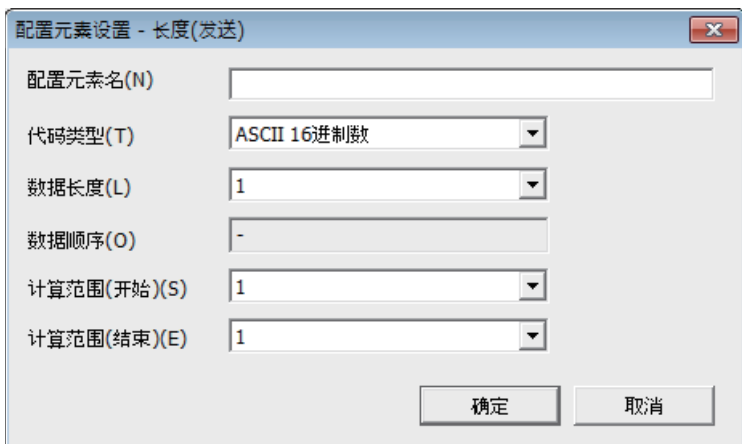 配置元素设置 - 长度(发送)
配置元素名(N)
代码类型(T) ASCII 16进制数
数据长度(L) 1
数据顺序(O) -
计算范围(开始)(S) 1
计算范围(结束)(E) 1
确定 取消